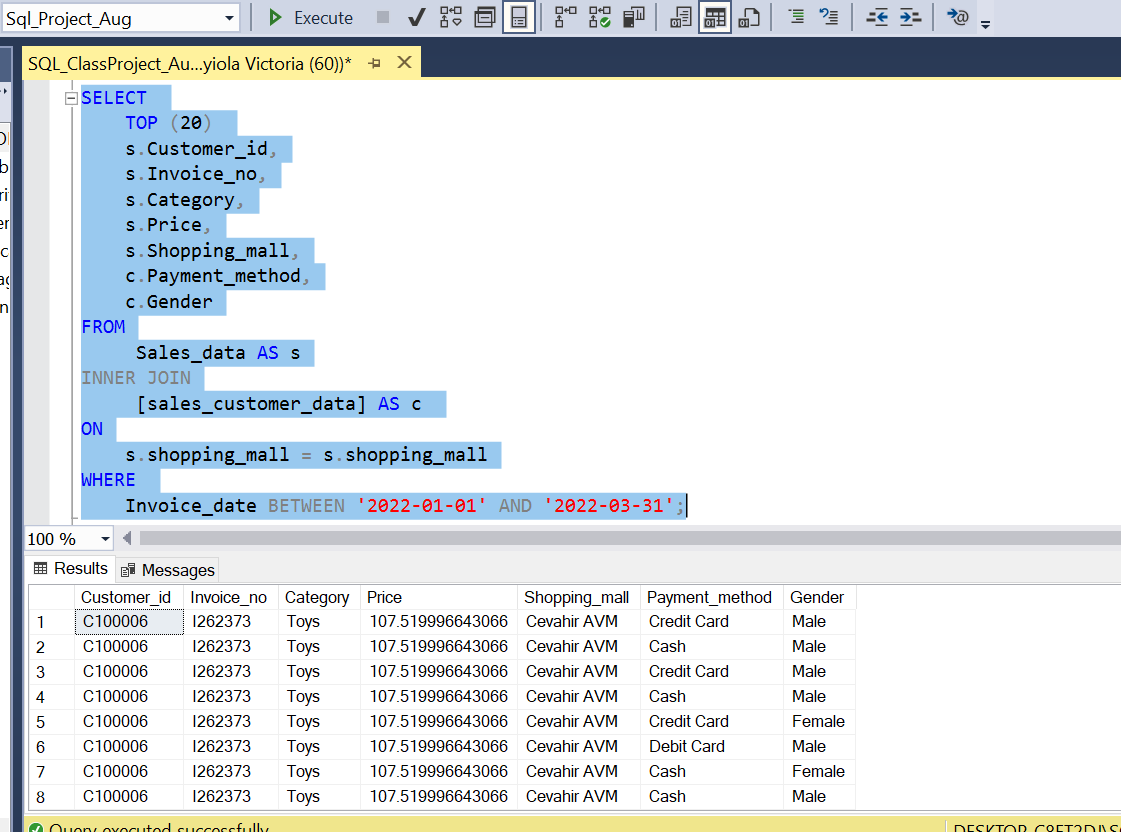 Sql_Project_Aug
Execute
SQL_ClassProject_Au...yiola Victoria (60))*
SELECT
TOP (20)
s.Customer_id,
s.Invoice_no,
s.Category,
s.Price,
s.Shopping_mall,
c.Payment_method,
c.Gender
FROM
Sales_data AS s
INNER JOIN
[sales_customer_data] AS c
ON
s.shopping_mall = s.shopping_mall
WHERE
Invoice_date BETWEEN '2022-01-01' AND '2022-03-31';
100 %
Results Messages
Customer_id Invoice_no Category Price Shopping_mall Payment_method Gender
1 C100006 I262373 Toys 107.519996643066 Cevahir AVM Credit Card Male
2 C100006 I262373 Toys 107.519996643066 Cevahir AVM Cash Male
3 C100006 I262373 Toys 107.519996643066 Cevahir AVM Credit Card Male
4 C100006 I262373 Toys 107.519996643066 Cevahir AVM Cash Male
5 C100006 I262373 Toys 107.519996643066 Cevahir AVM Credit Card Female
6 C100006 I262373 Toys 107.519996643066 Cevahir AVM Debit Card Male
7 C100006 I262373 Toys 107.519996643066 Cevahir AVM Cash Female
8 C100006 I262373 Toys 107.519996643066 Cevahir AVM Cash Male
Query executed successfully